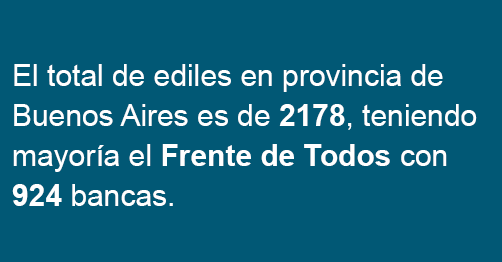 El total de ediles en provincia de
Buenos Aires es de 2178, teniendo
mayoría el Frente de Todos con
924 bancas.